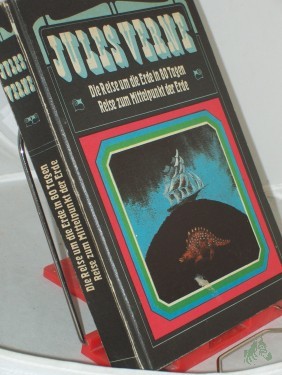 JULES VERNE
Die Reise um die Erde in 80 Tagen
Reise zum Mittelpunkt der Erde
JULES
VERNE
Die Reise um die Erde in 80 Tagen
Reise zum Mittelpunkt der Erde